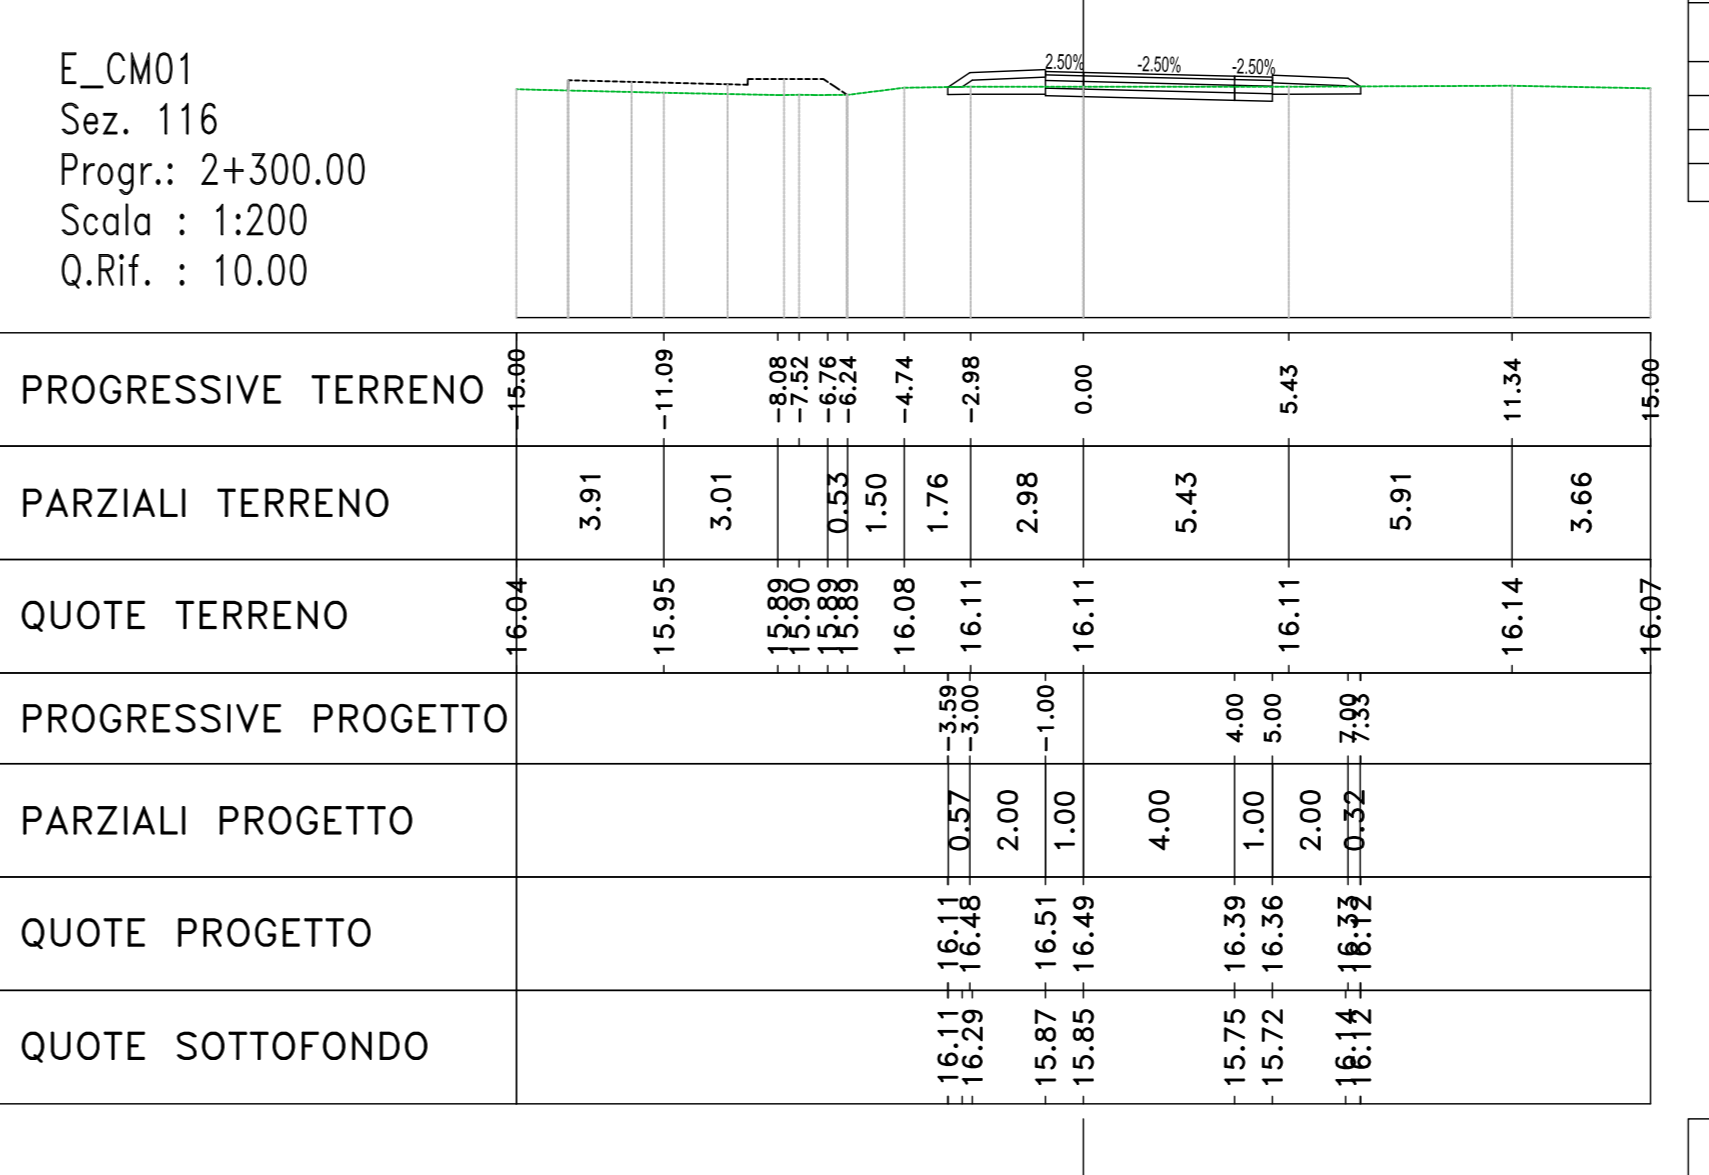 E_CM01
Sez. 116
Progr.: 2+300.00
Scala : 1:200
Q.Rif. : 10.00
2.50% -2.50% -2.50%
PROGRESSIVE TERRENO -15.00 -11.09 -8.08 -7.52 -6.76 -6.24 -4.74 -2.98 0.00 5.43 11.34 15.00
PARZIALI TERRENO 3.91 3.01 0.53 1.50 1.76 2.98 5.43 5.91 3.66
QUOTE TERRENO 16.04 15.95 15.89 15.90 15.89 15.89 16.08 16.11 16.11 16.11 16.14 16.07
PROGRESSIVE PROGETTO -3.59 -3.00 -1.00 4.00 5.00 7.00 7.33
PARZIALI PROGETTO 0.57 2.00 1.00 4.00 1.00 2.00 0.32
QUOTE PROGETTO 16.11 16.48 16.51 16.49 16.39 16.36 16.33 16.12
QUOTE SOTTOFONDO 16.11 16.29 15.87 15.85 15.75 15.72 16.14 16.12